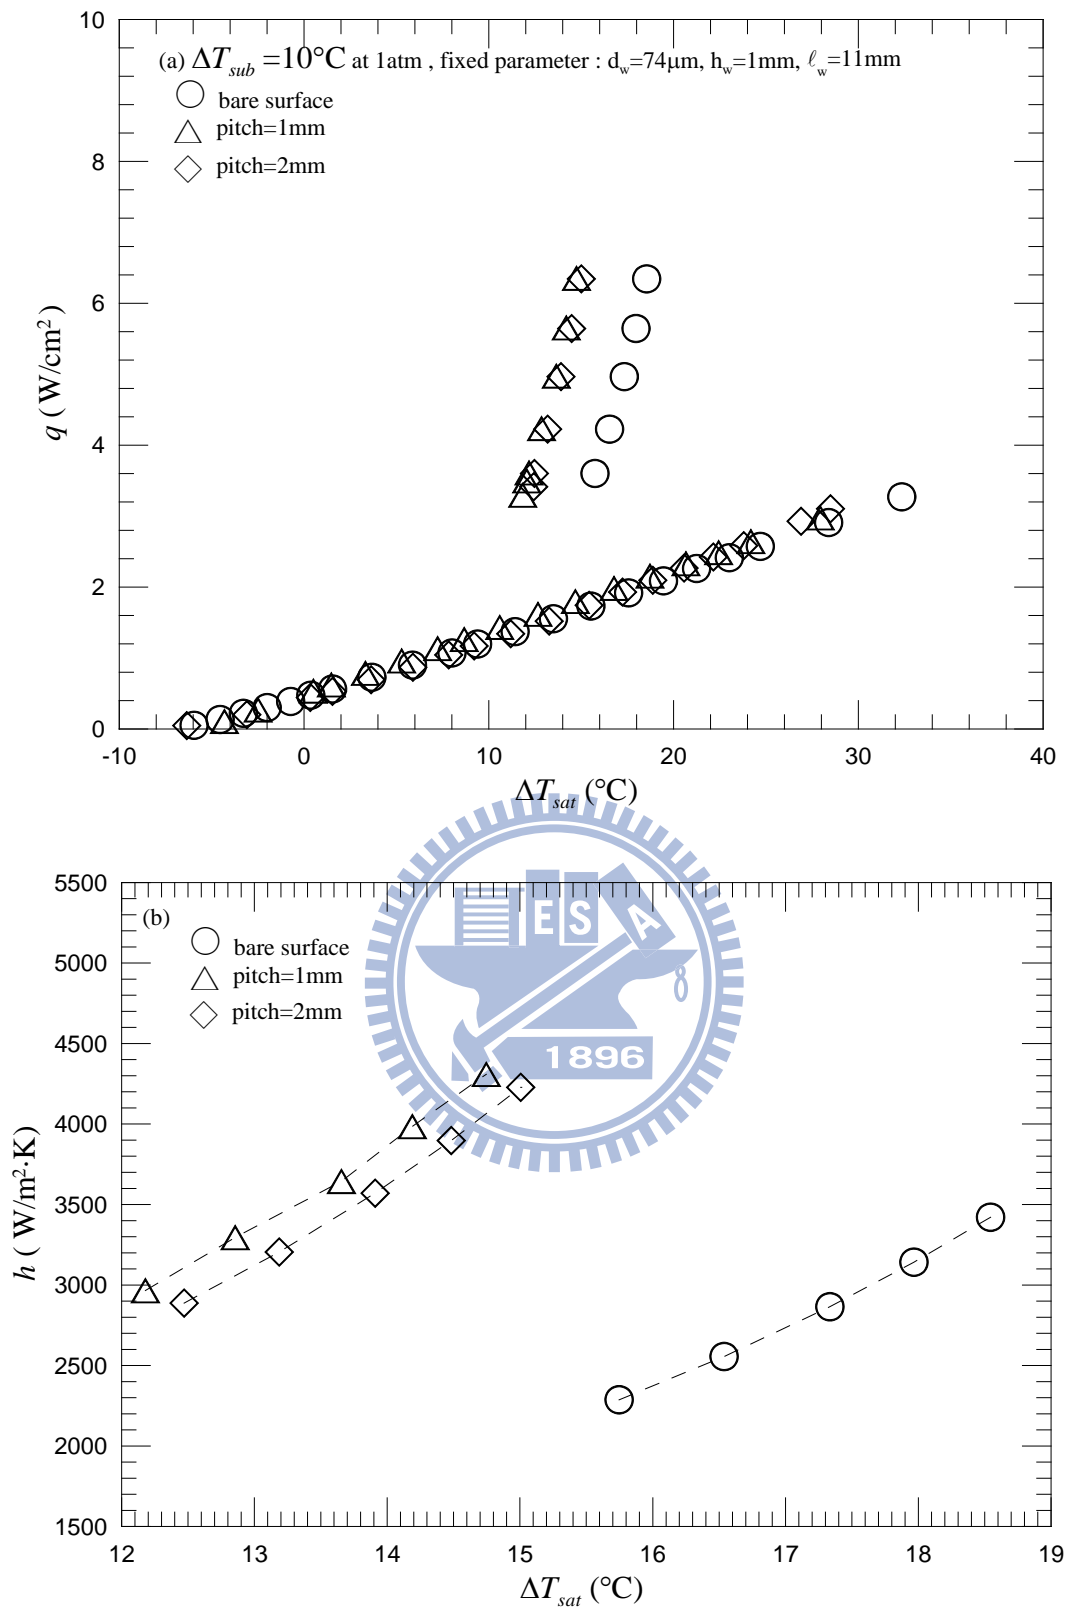 10
(a) ΔT_sub =10°C at 1atm , fixed parameter : d_w=74μm, h_w=1mm, ℓ_w=11mm
bare surface
pitch=1mm
pitch=2mm
8
6
4
2
0
q ( W/cm²)
-10 0 10 20 30 40
ΔT_sat (°C)
5500
(b)
bare surface
pitch=1mm
pitch=2mm
5000
4500
4000
3500
3000
2500
2000
1500
h ( W/m²·K)
E S A
1896
12 13 14 15 16 17 18 19
ΔT_sat (°C)